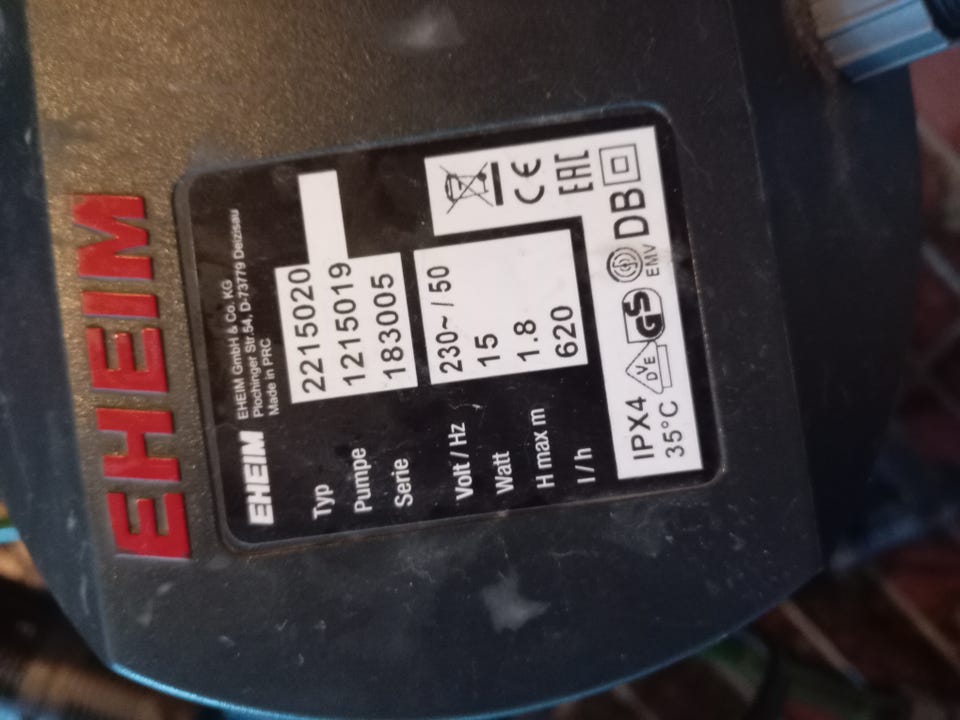 EHEIM
EHEIM EHEIM GmbH & Co. KG
Plochinger Str.54, D-73779 Deizisau
Made in PRC
Typ 2215020
Pumpe 1215019
Serie 183005
Volt / Hz 230~ / 50
Watt 15
H max m 1.8
l / h 620
CE
EAC
IPX4 DVE GS EMV DB
35°C